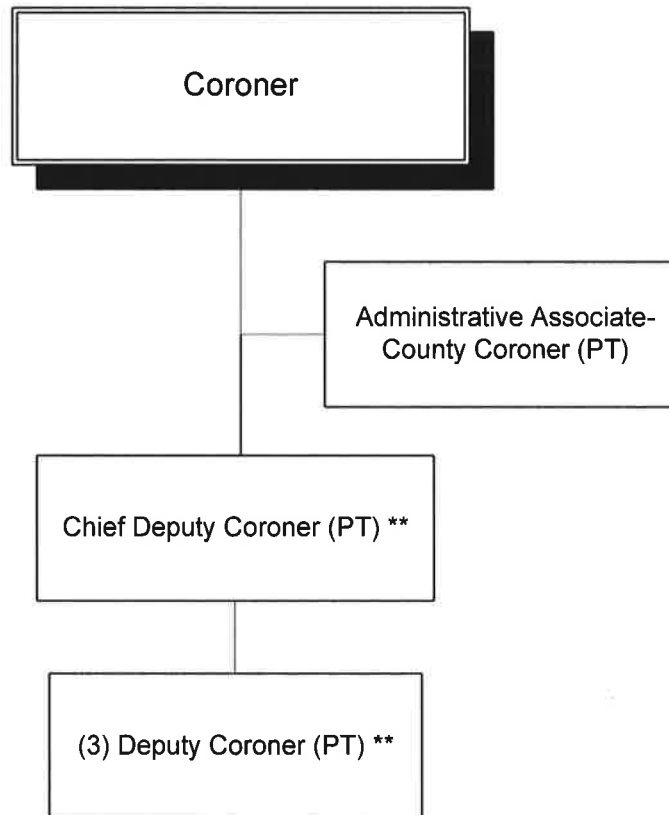 Coroner
Administrative Associate-
County Coroner (PT)
Chief Deputy Coroner (PT) **
(3) Deputy Coroner (PT) **